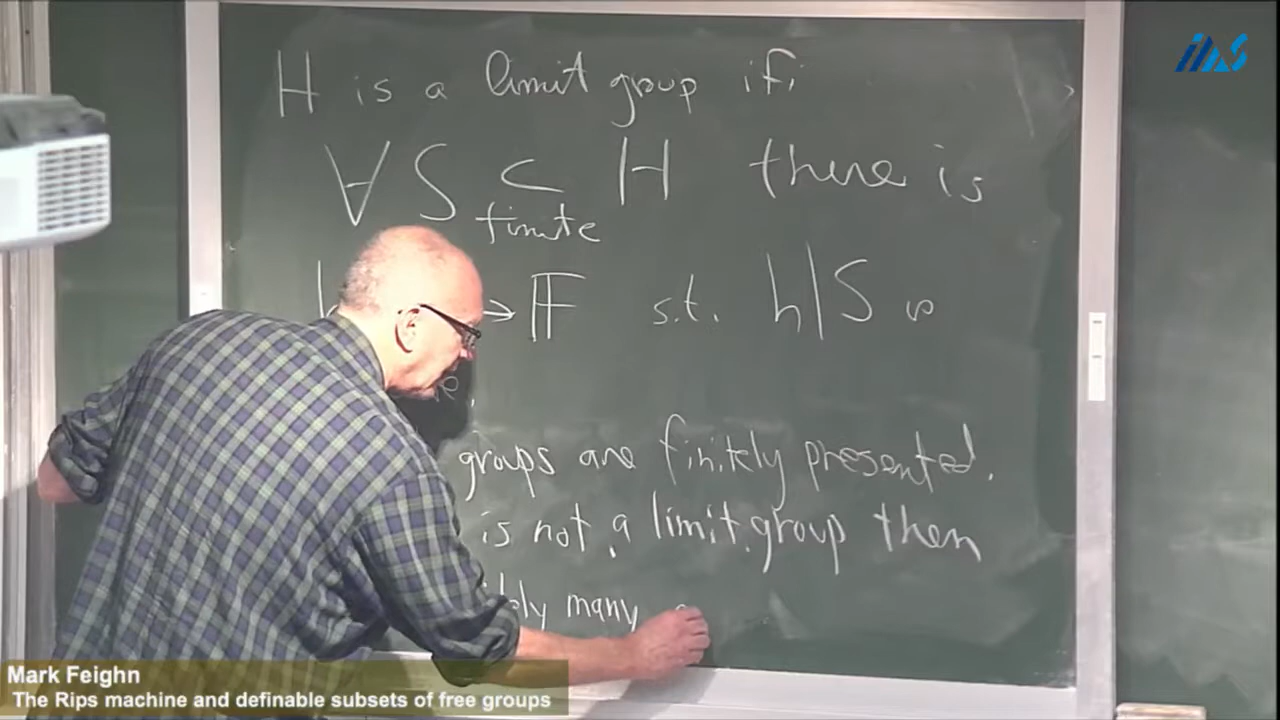 H is a limit group if:
∀ S ⊂ H there is
finite
→ 𝔽 s.t. h|S is
groups are finitely presented.
is not a limit group then
many
IAS
Mark Feighn
The Rips machine and definable subsets of free groups